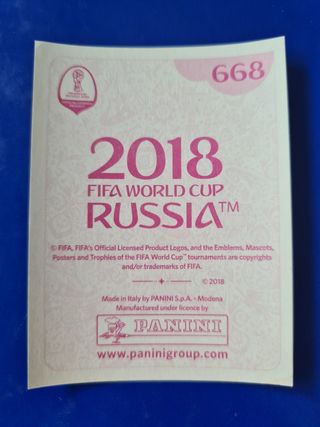 668
2018
FIFA WORLD CUP
RUSSIA™
© FIFA, FIFA's Official Licensed Product Logos, and the Emblems, Mascots,
Posters and Trophies of the FIFA World Cup™ tournaments are copyrights
and/or trademarks of FIFA.
© 2018
Made in Italy by PANINI S.p.A. - Modena
Manufactured under licence by
PANINI
www.paninigroup.com